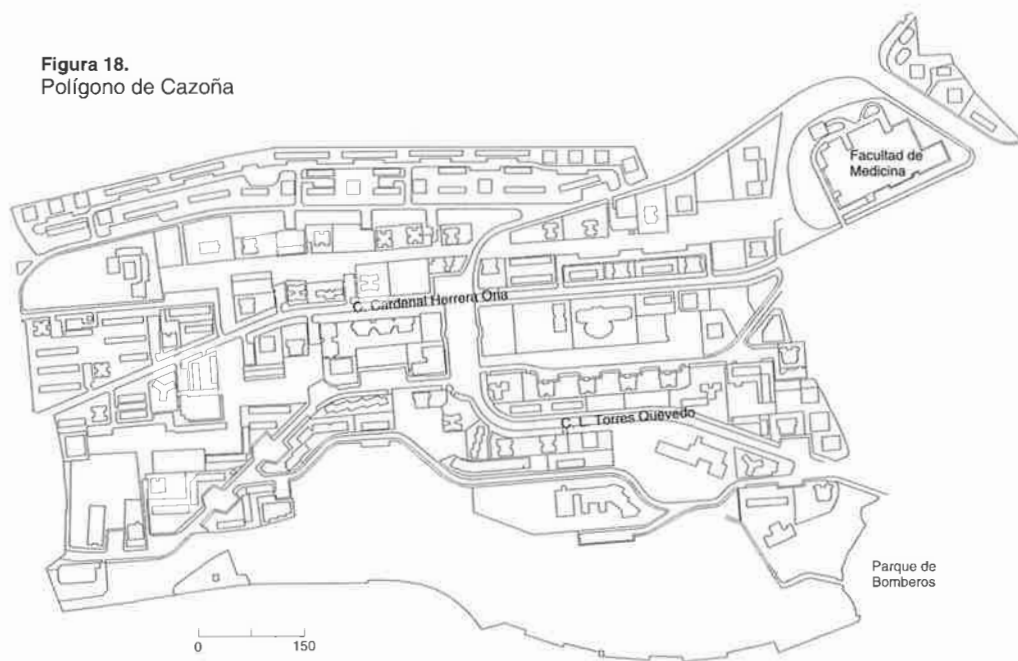 Figura 18.
Polígono de Cazoña
Facultad de
Medicina
C. Cardenal Herrera Oria
C. L. Torres Quevedo
Parque de
Bomberos
0 150